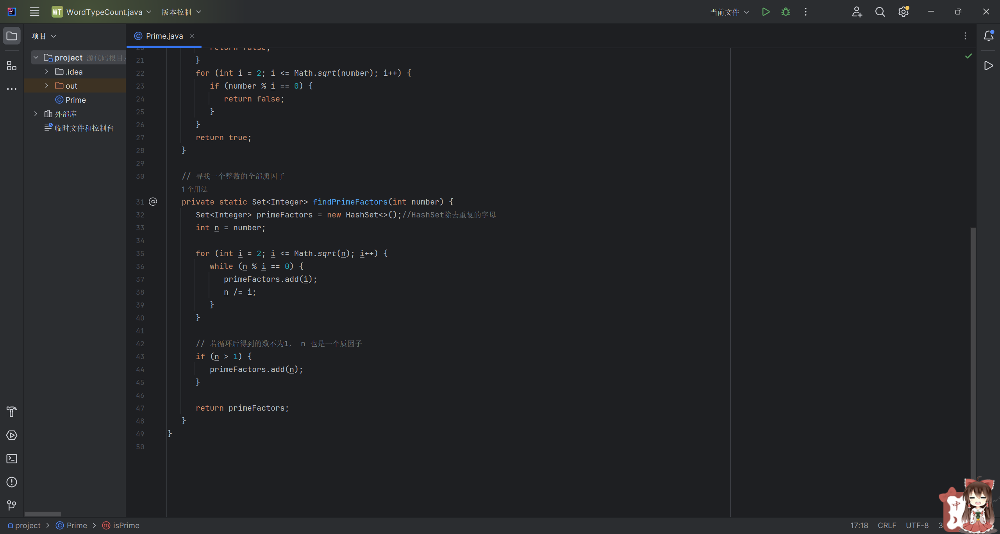 WT WordTypeCount.java 版本控制 当前文件
项目
Prime.java
project 源代码根目录
.idea
out
Prime
外部库
临时文件和控制台
20 return false;
21 }
22 for (int i = 2; i <= Math.sqrt(number); i++) {
23 if (number % i == 0) {
24 return false;
25 }
26 }
27 return true;
28 }
29
30 // 寻找一个整数的全部质因子
1 个用法
31 @ private static Set<Integer> findPrimeFactors(int number) {
32 Set<Integer> primeFactors = new HashSet<>();//HashSet除去重复的字母
33 int n = number;
34
35 for (int i = 2; i <= Math.sqrt(n); i++) {
36 while (n % i == 0) {
37 primeFactors.add(i);
38 n /= i;
39 }
40 }
41
42 // 若循环后得到的数不为1， n 也是一个质因子
43 if (n > 1) {
44 primeFactors.add(n);
45 }
46
47 return primeFactors;
48 }
49 }
50
中
project > Prime > isPrime 17:18 CRLF UTF-8 3